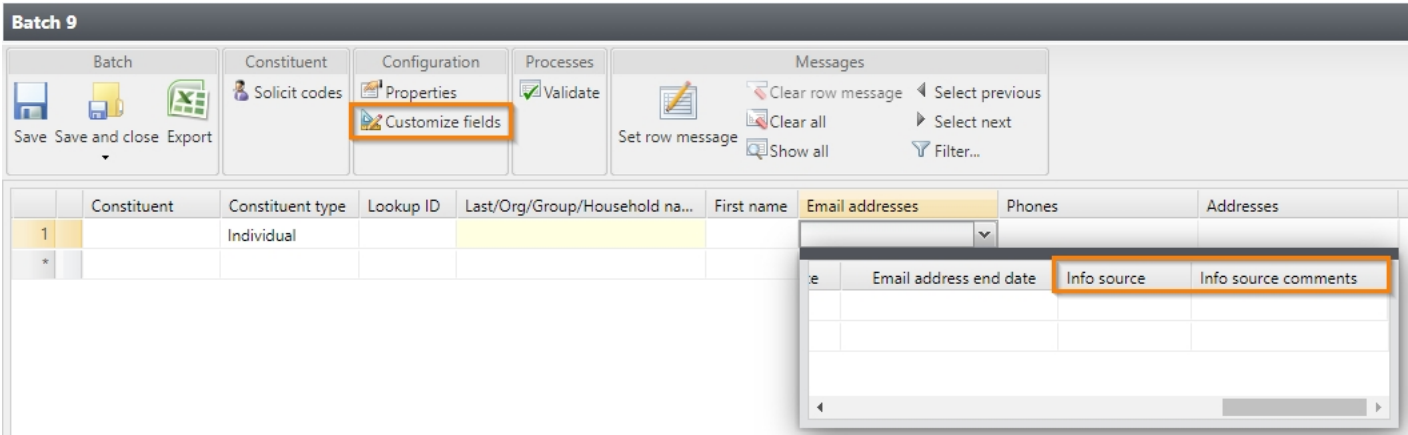 Batch 9
Batch
Constituent
Configuration
Processes
Messages
Save
Save and close
Export
Solicit codes
Properties
Customize fields
Validate
Set row message
Clear row message
Clear all
Show all
Select previous
Select next
Filter...
Constituent Constituent type Lookup ID Last/Org/Group/Household na... First name Email addresses Phones Addresses
1 Individual
*
Email address end date Info source Info source comments